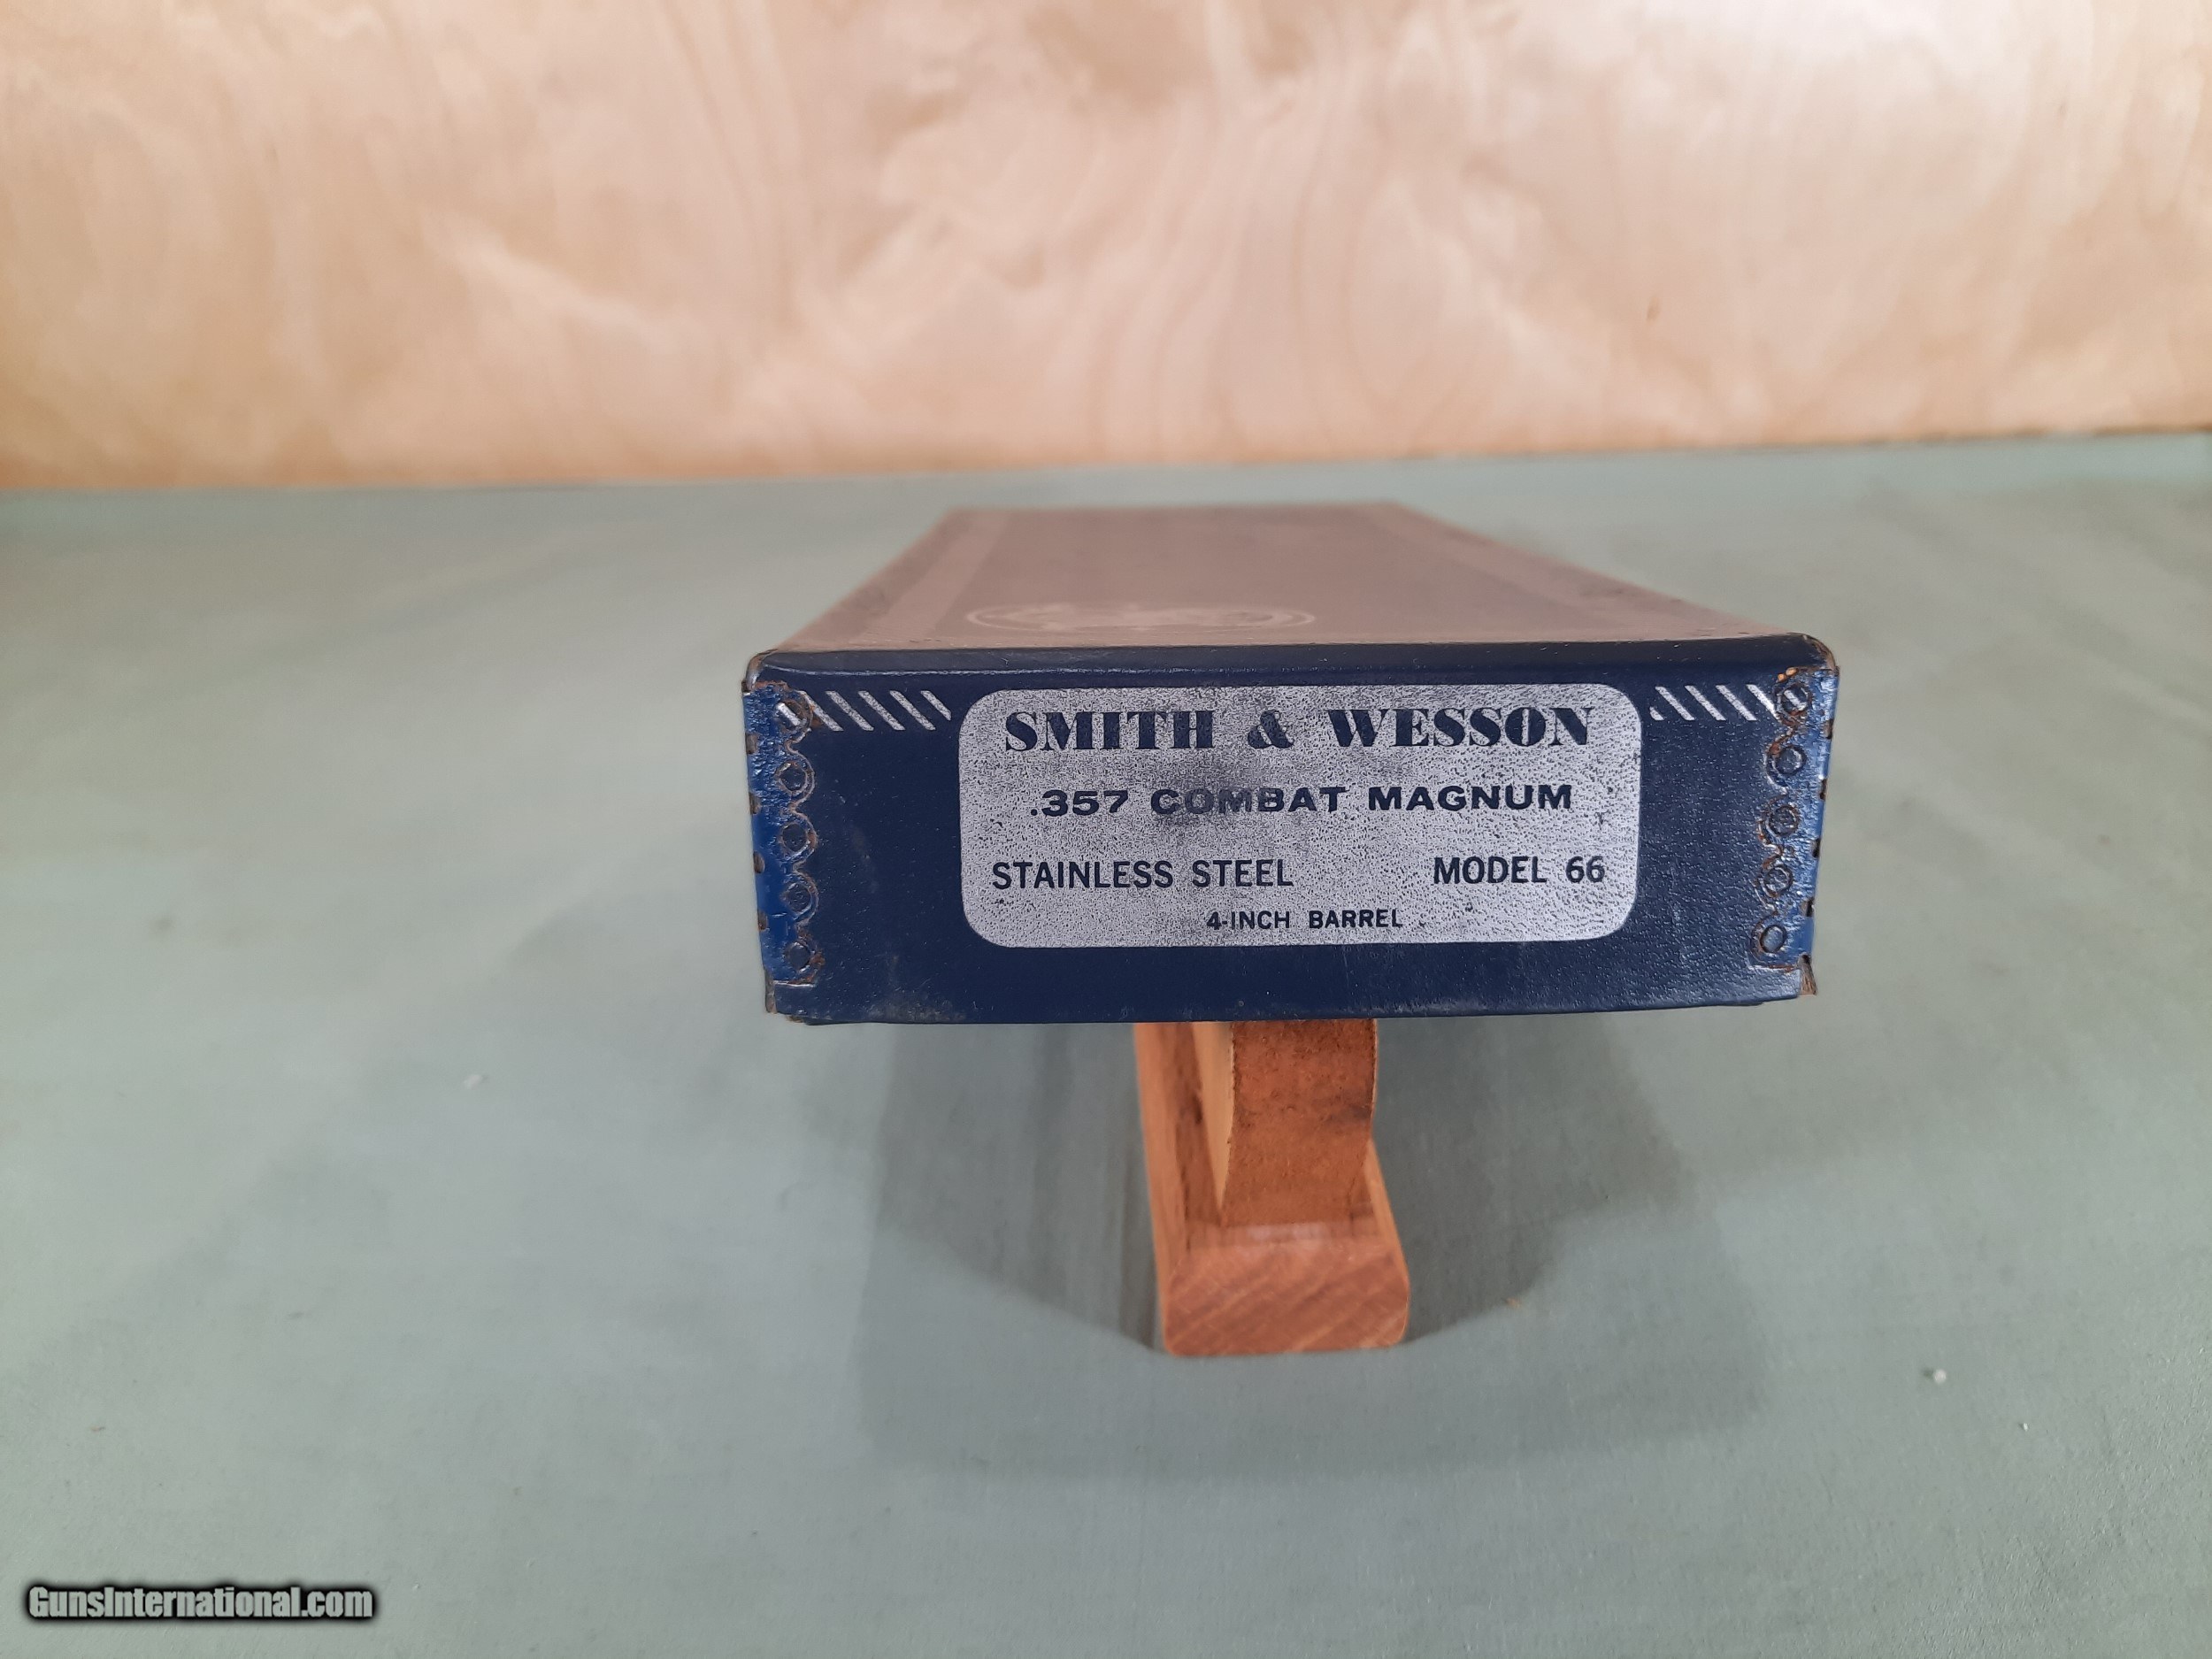 SMITH & WESSON
.357 COMBAT MAGNUM
STAINLESS STEEL MODEL 66
4-INCH BARREL
GunsInternational.com